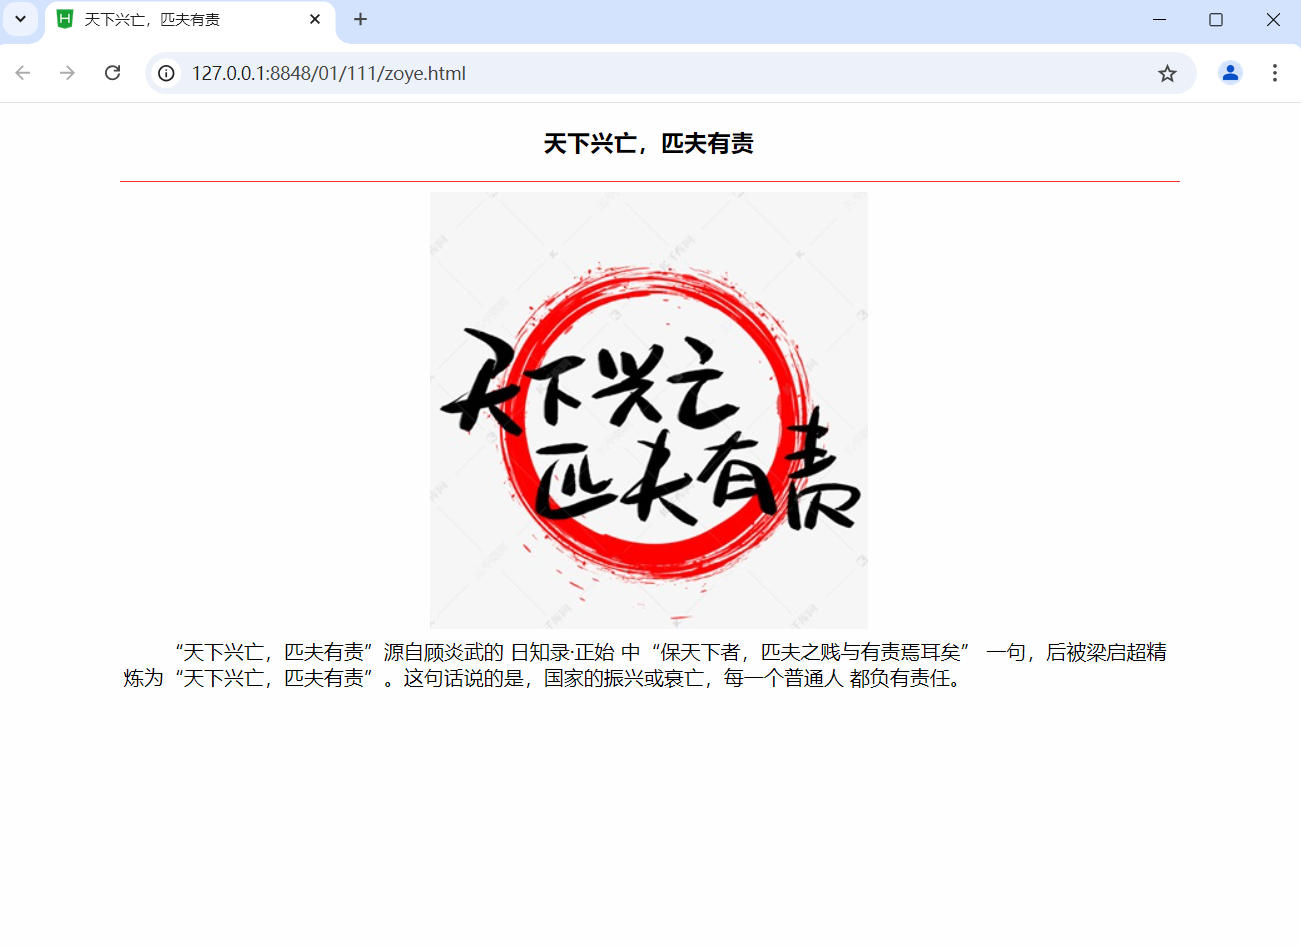 天下兴亡，匹夫有责
127.0.0.1:8848/01/111/zoye.html
天下兴亡，匹夫有责
天下兴亡
匹夫有责
“天下兴亡，匹夫有责”源自顾炎武的 日知录·正始 中“保天下者，匹夫之贱与有责焉耳矣” 一句，后被梁启超精
炼为“天下兴亡，匹夫有责”。这句话说的是，国家的振兴或衰亡，每一个普通人 都负有责任。